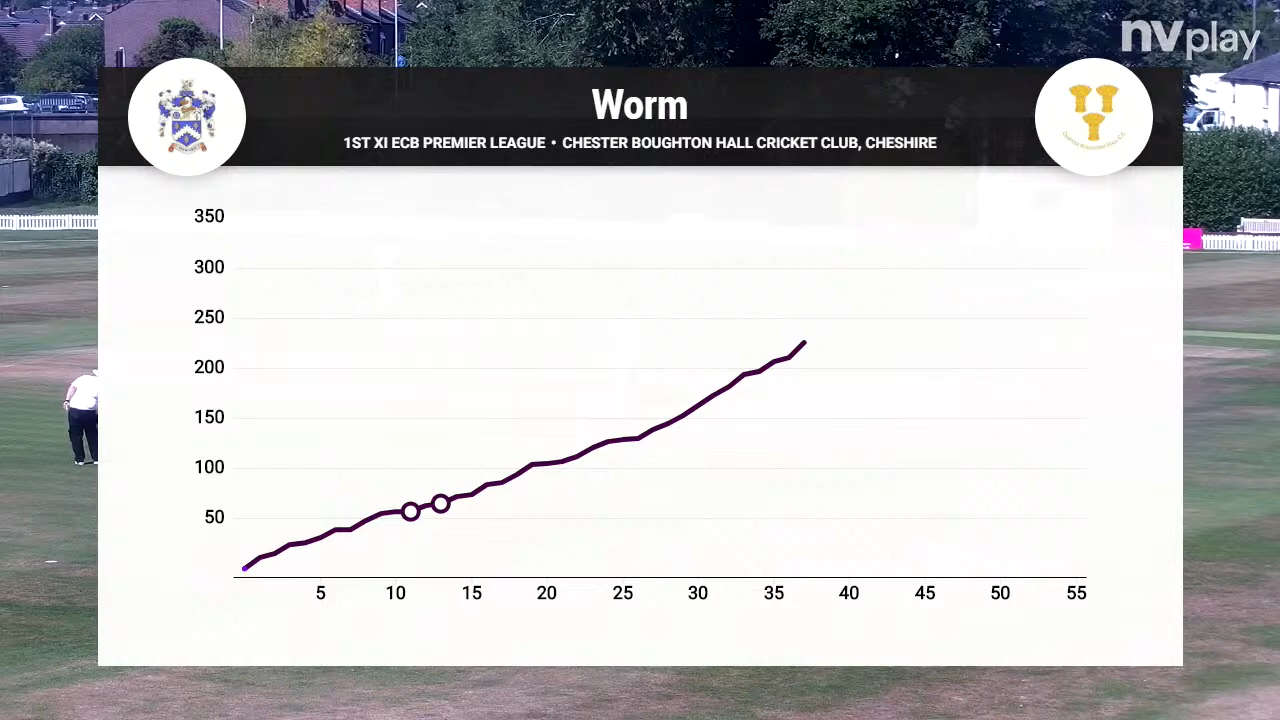 nvplay
Worm
1ST XI ECB PREMIER LEAGUE • CHESTER BOUGHTON HALL CRICKET CLUB, CHESHIRE
350
300
250
200
150
100
50
5 10 15 20 25 30 35 40 45 50 55